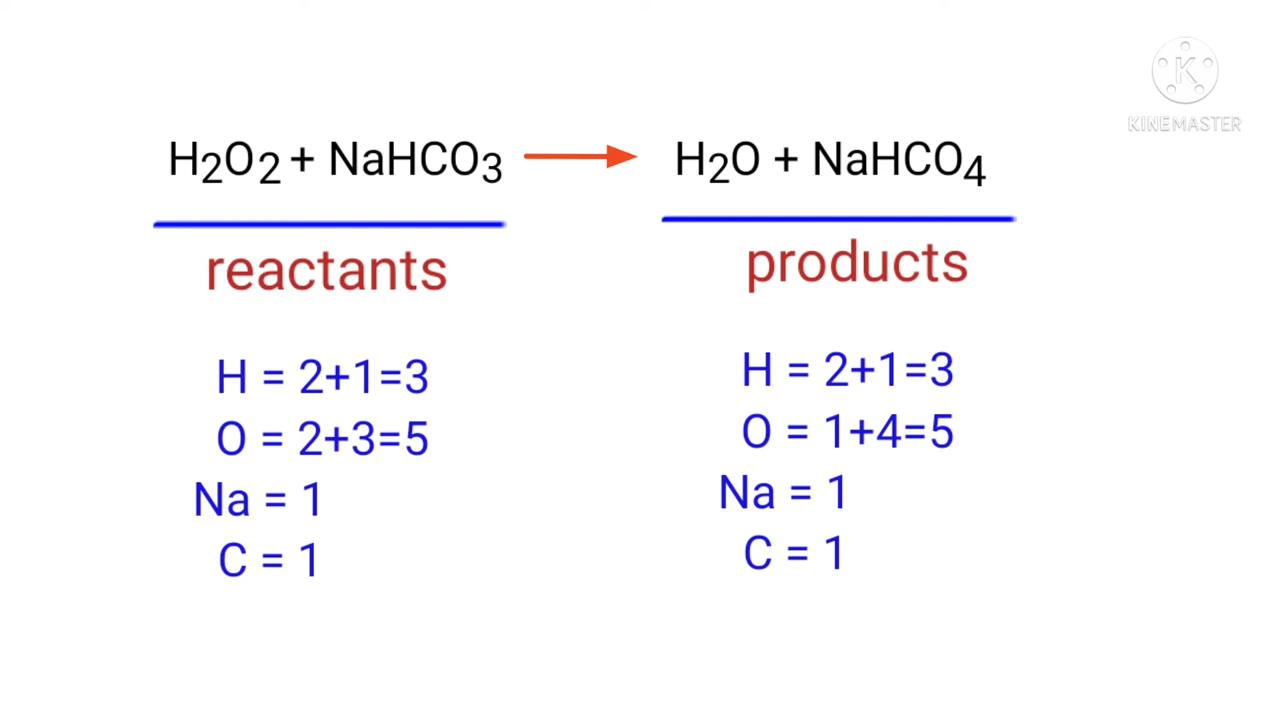 H₂O₂ + NaHCO₃ → H₂O + NaHCO₄
reactants
products
H = 2+1=3
O = 2+3=5
Na = 1
C = 1
H = 2+1=3
O = 1+4=5
Na = 1
C = 1
K
KINEMASTER